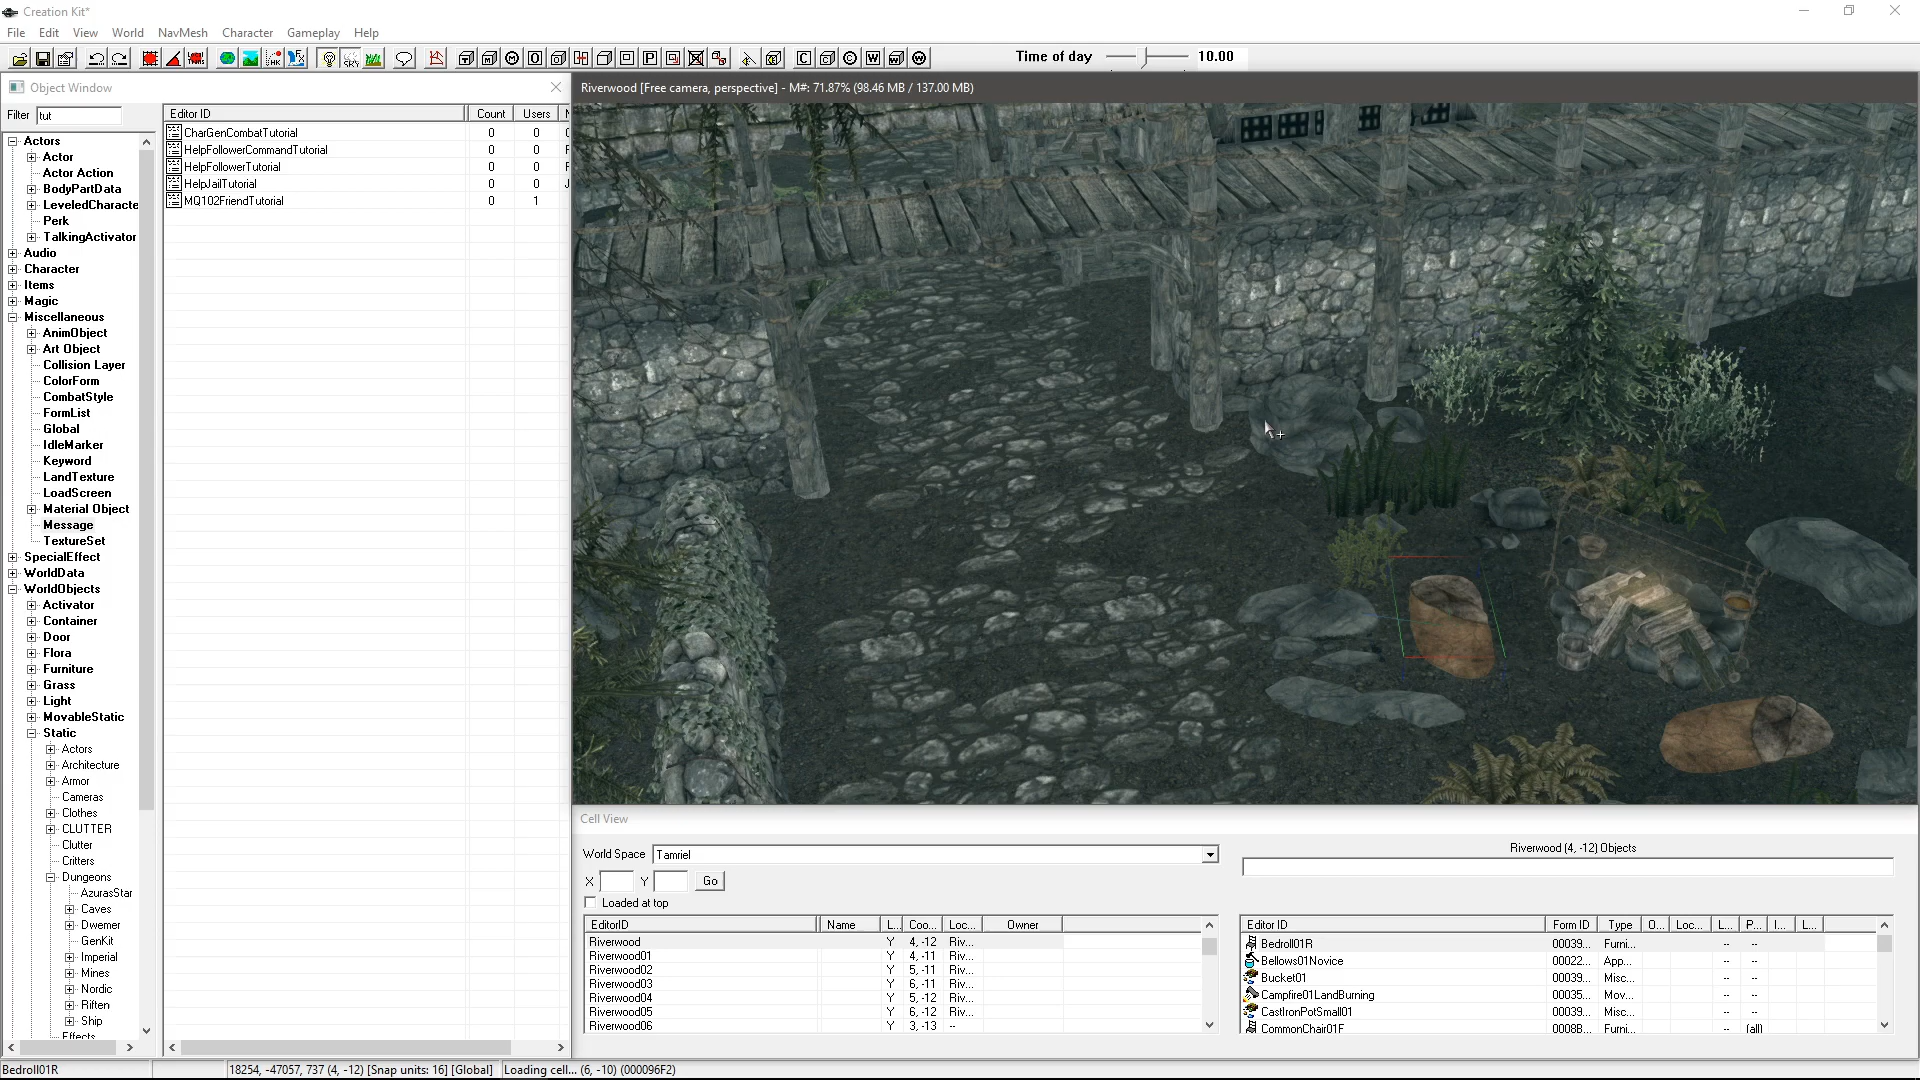 Creation Kit*
File Edit View World NavMesh Character Gameplay Help
Time of day 10.00
Object Window
Filter tut
Actors
Actor
Actor Action
BodyPartData
LeveledCharacte
Perk
TalkingActivator
Audio
Character
Items
Magic
Miscellaneous
AnimObject
Art Object
Collision Layer
ColorForm
CombatStyle
FormList
Global
IdleMarker
Keyword
LandTexture
LoadScreen
Material Object
Message
TextureSet
SpecialEffect
WorldData
WorldObjects
Activator
Container
Door
Flora
Furniture
Grass
Light
MovableStatic
Static
Actors
Architecture
Armor
Cameras
Clothes
CLUTTER
Clutter
Critters
Dungeons
AzurasStar
Caves
Dwemer
GenKit
Imperial
Mines
Nordic
Riften
Ship
Effects
Editor ID Count Users
CharGenCombatTutorial 0 0
HelpFollowerCommandTutorial 0 0 F
HelpFollowerTutorial 0 0 F
HelpJailTutorial 0 0 J
MQ102FriendTutorial 0 1
Riverwood [Free camera, perspective] - M#: 71.87% (98.46 MB / 137.00 MB)
Cell View
World Space Tamriel
X Y Go
Loaded at top
EditorID Name L... Coo... Loc... Owner
Riverwood Y 4, -12 Riv...
Riverwood01 Y 4, -11 Riv...
Riverwood02 Y 5, -11 Riv...
Riverwood03 Y 6, -11 Riv...
Riverwood04 Y 5, -12 Riv...
Riverwood05 Y 6, -12 Riv...
Riverwood06 Y 3, -13 --
Riverwood (4, -12) Objects
Editor ID Form ID Type O... Loc... L... P... I... L...
Bedroll01R 00039... Furni... -- --
Bellows01Novice 00022... App... -- --
Bucket01 00039... Misc... -- --
Campfire01LandBurning 00035... Mov... -- --
CastIronPotSmall01 00039... Misc... -- --
CommonChair01F 0008B... Furni... -- (all)
Bedroll01R 18254, -47057, 737 (4, -12) [Snap units: 16] [Global] Loading cell... (6, -10) (000096F2)